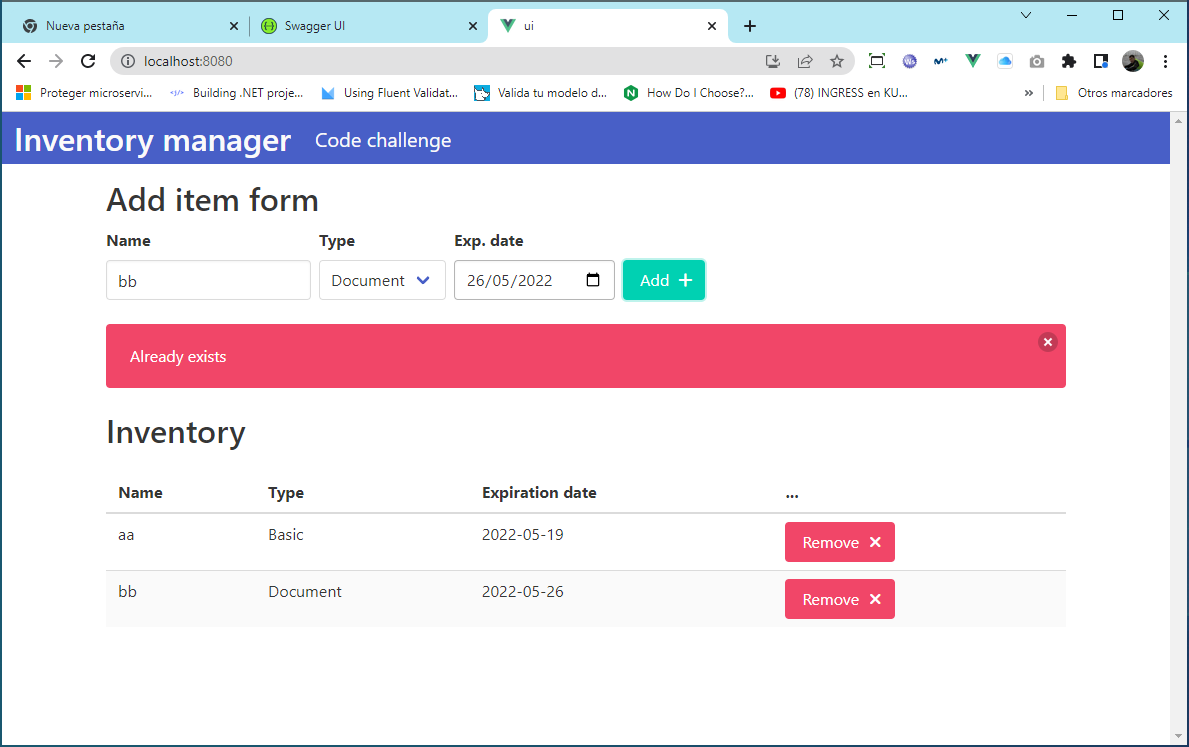 Nueva pestaña
Swagger UI
ui
localhost:8080
Proteger microservi...
Building .NET proje...
Using Fluent Validat...
Valida tu modelo d...
How Do I Choose?...
(78) INGRESS en KU...
»
Otros marcadores
Inventory manager
Code challenge
Add item form
Name Type Exp. date
bb Document 26/05/2022 Add +
Already exists
Inventory
Name Type Expiration date ...
aa Basic 2022-05-19 Remove
bb Document 2022-05-26 Remove